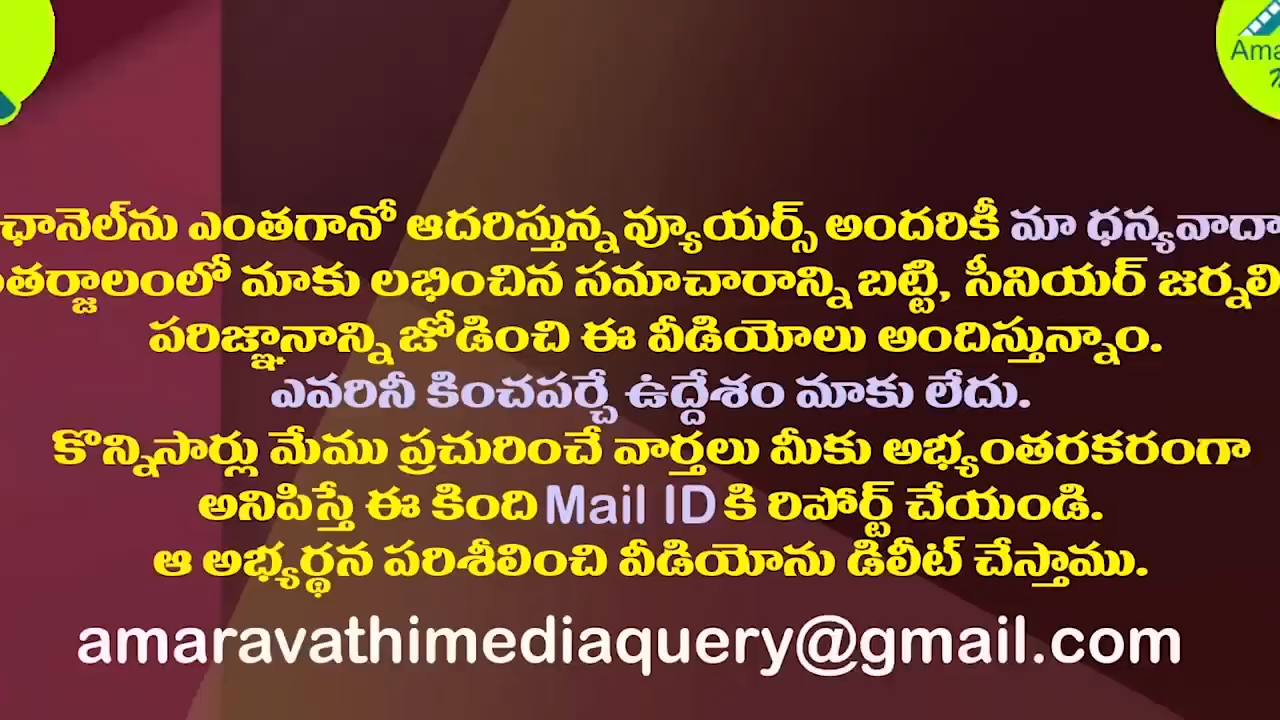 Ama
ఛానెల్‌ను ఎంతగానో ఆదరిస్తున్న వ్యూయర్స్ అందరికీ మా ధన్యవాదా
తర్జాలంలో మాకు లభించిన సమాచారాన్ని బట్టి, సీనియర్ జర్నలి
పరిజ్ఞానాన్ని జోడించి ఈ వీడియోలు అందిస్తున్నాం.
ఎవరినీ కించపర్చే ఉద్దేశం మాకు లేదు.
కొన్నిసార్లు మేము ప్రచురించే వార్తలు మీకు అభ్యంతరకరంగా
అనిపిస్తే ఈ కింది Mail ID కి రిపోర్ట్ చేయండి.
ఆ అభ్యర్థన పరిశీలించి వీడియోను డిలీట్ చేస్తాము.
amaravathimediaquery@gmail.com